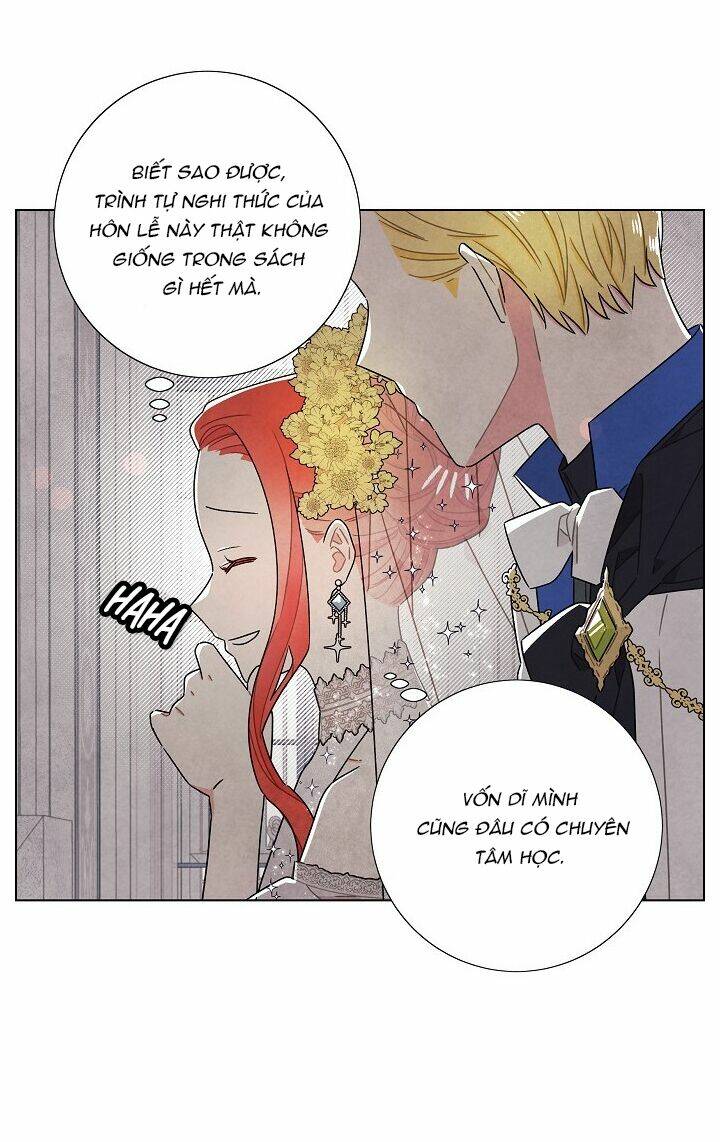 BIẾT SAO ĐƯỢC,
TRÌNH TỰ NGHI THỨC CỦA
HÔN LỄ NÀY THẬT KHÔNG
GIỐNG TRONG SÁCH
GÌ HẾT MÀ.
HAHA
VỐN DĨ MÌNH
CŨNG ĐÂU CÓ CHUYÊN
TÂM HỌC.